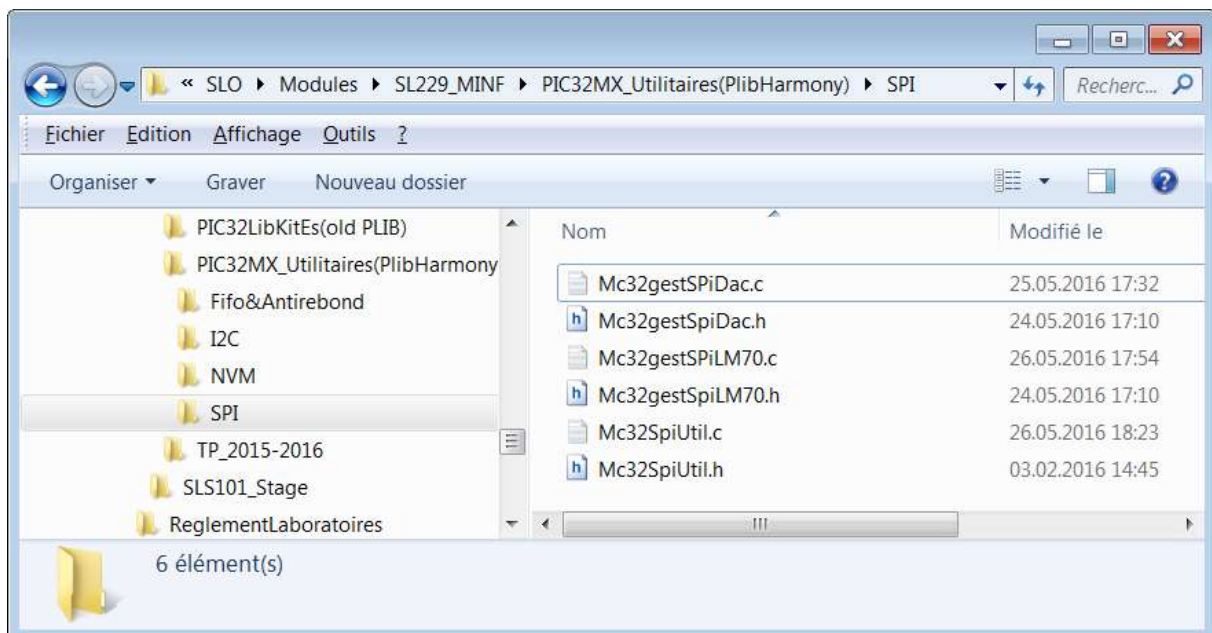 « SLO ▸ Modules ▸ SL229_MINF ▸ PIC32MX_Utilitaires(PlibHarmony) ▸ SPI
Recherc...
Fichier Edition Affichage Outils ?
Organiser Graver Nouveau dossier
PIC32LibKitEs(old PLIB)
PIC32MX_Utilitaires(PlibHarmony
Fifo&Antirebond
I2C
NVM
SPI
TP_2015-2016
SLS101_Stage
ReglementLaboratoires
Nom Modifié le
Mc32gestSPiDac.c 25.05.2016 17:32
Mc32gestSpiDac.h 24.05.2016 17:10
Mc32gestSPiLM70.c 26.05.2016 17:54
Mc32gestSpiLM70.h 24.05.2016 17:10
Mc32SpiUtil.c 26.05.2016 18:23
Mc32SpiUtil.h 03.02.2016 14:45
6 élément(s)